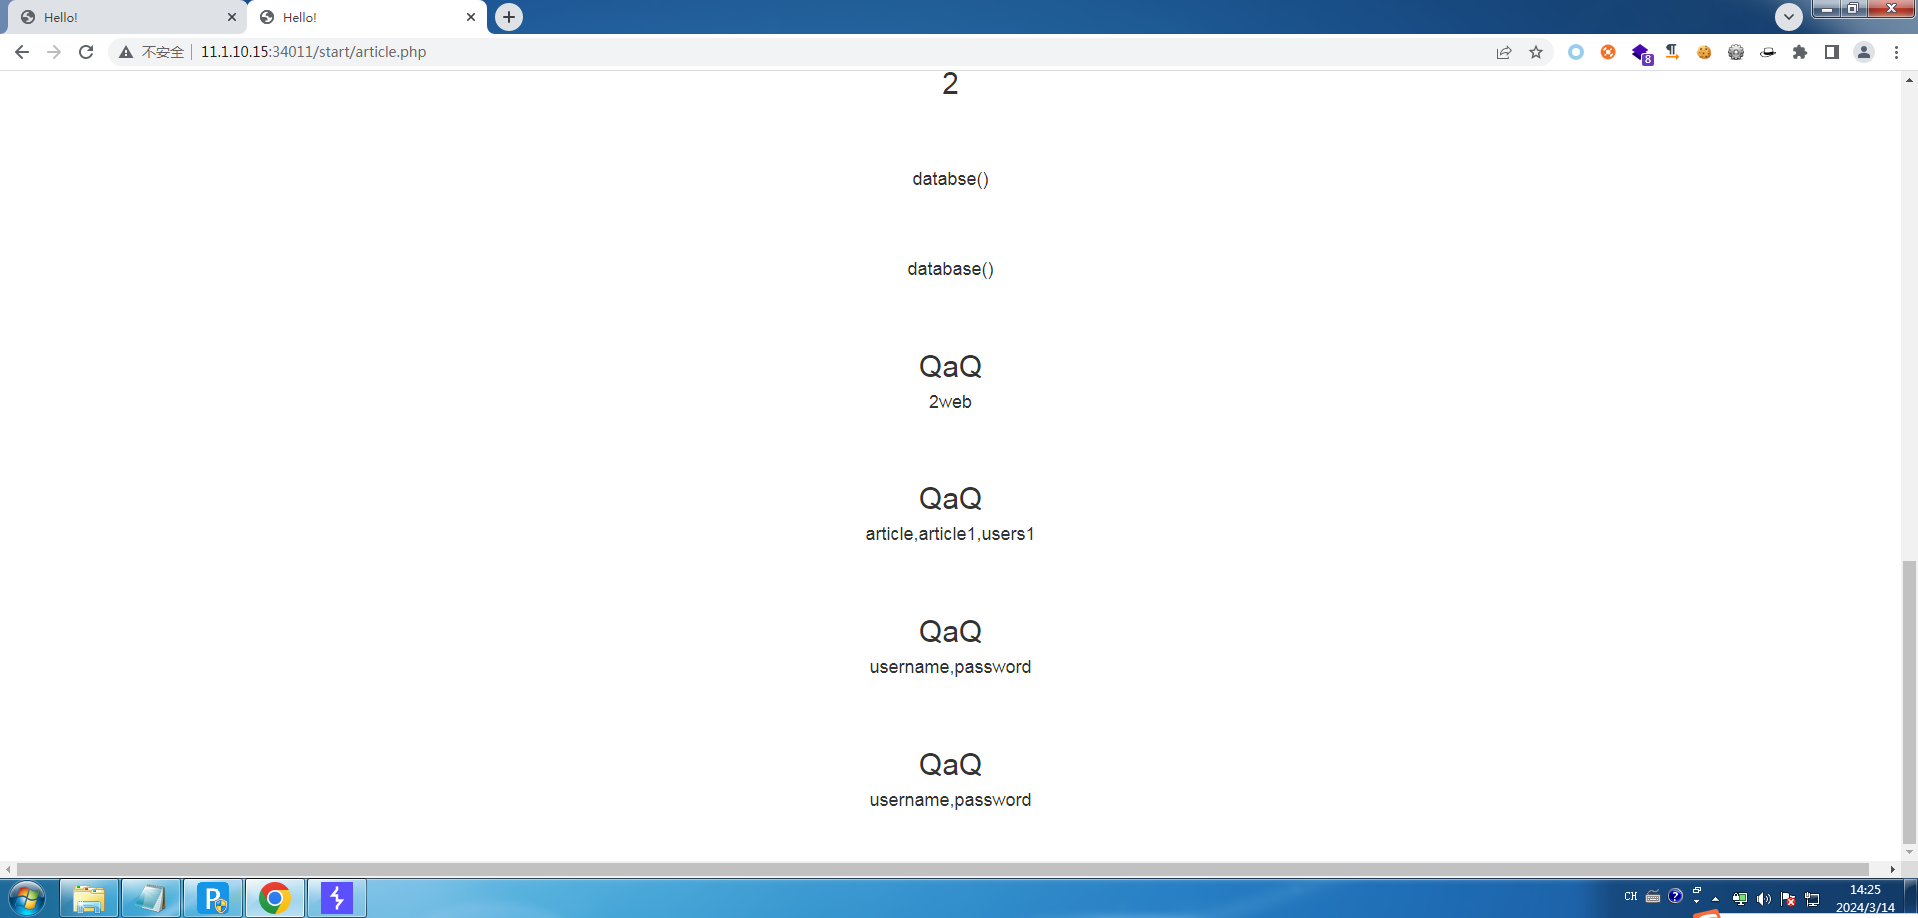 Hello!
Hello!
不安全
11.1.10.15:34011/start/article.php
8
2
databse()
database()
QaQ
2web
QaQ
article,article1,users1
QaQ
username,password
QaQ
username,password
CH
14:25
2024/3/14